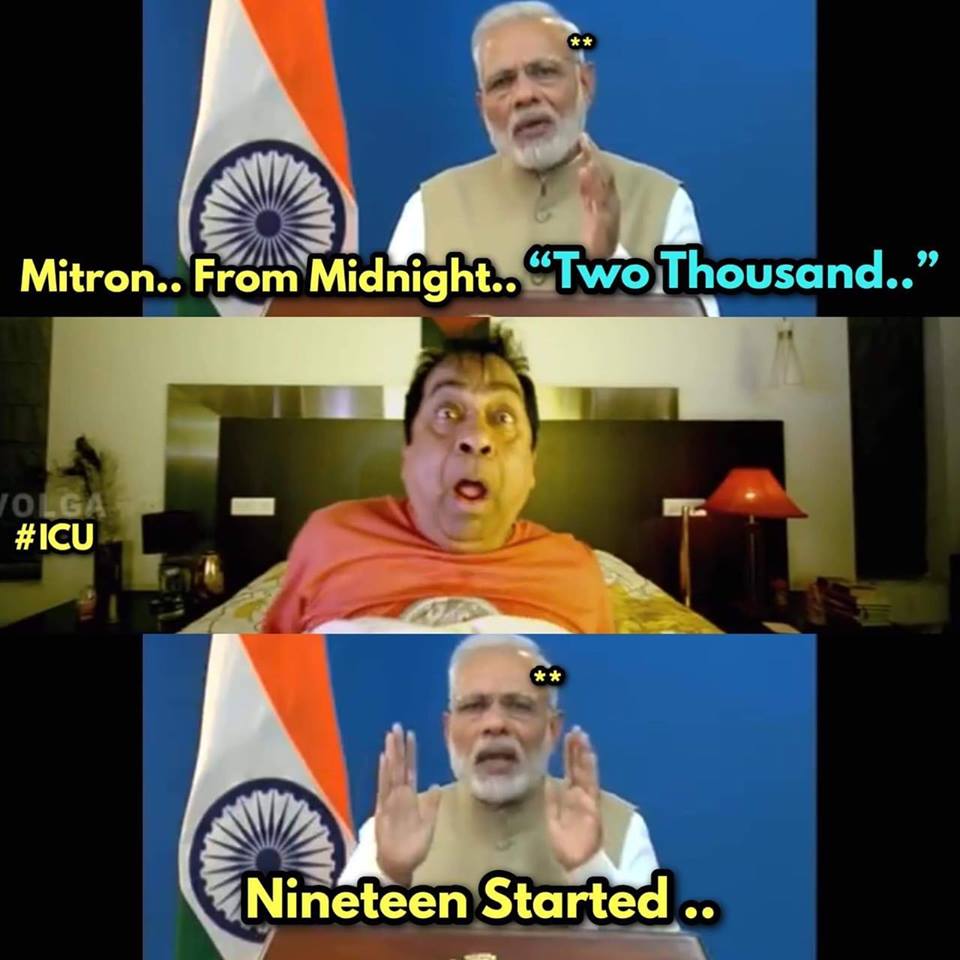 **
Mitron.. From Midnight.. “Two Thousand..”
VOLGA
#ICU
**
Nineteen Started ..